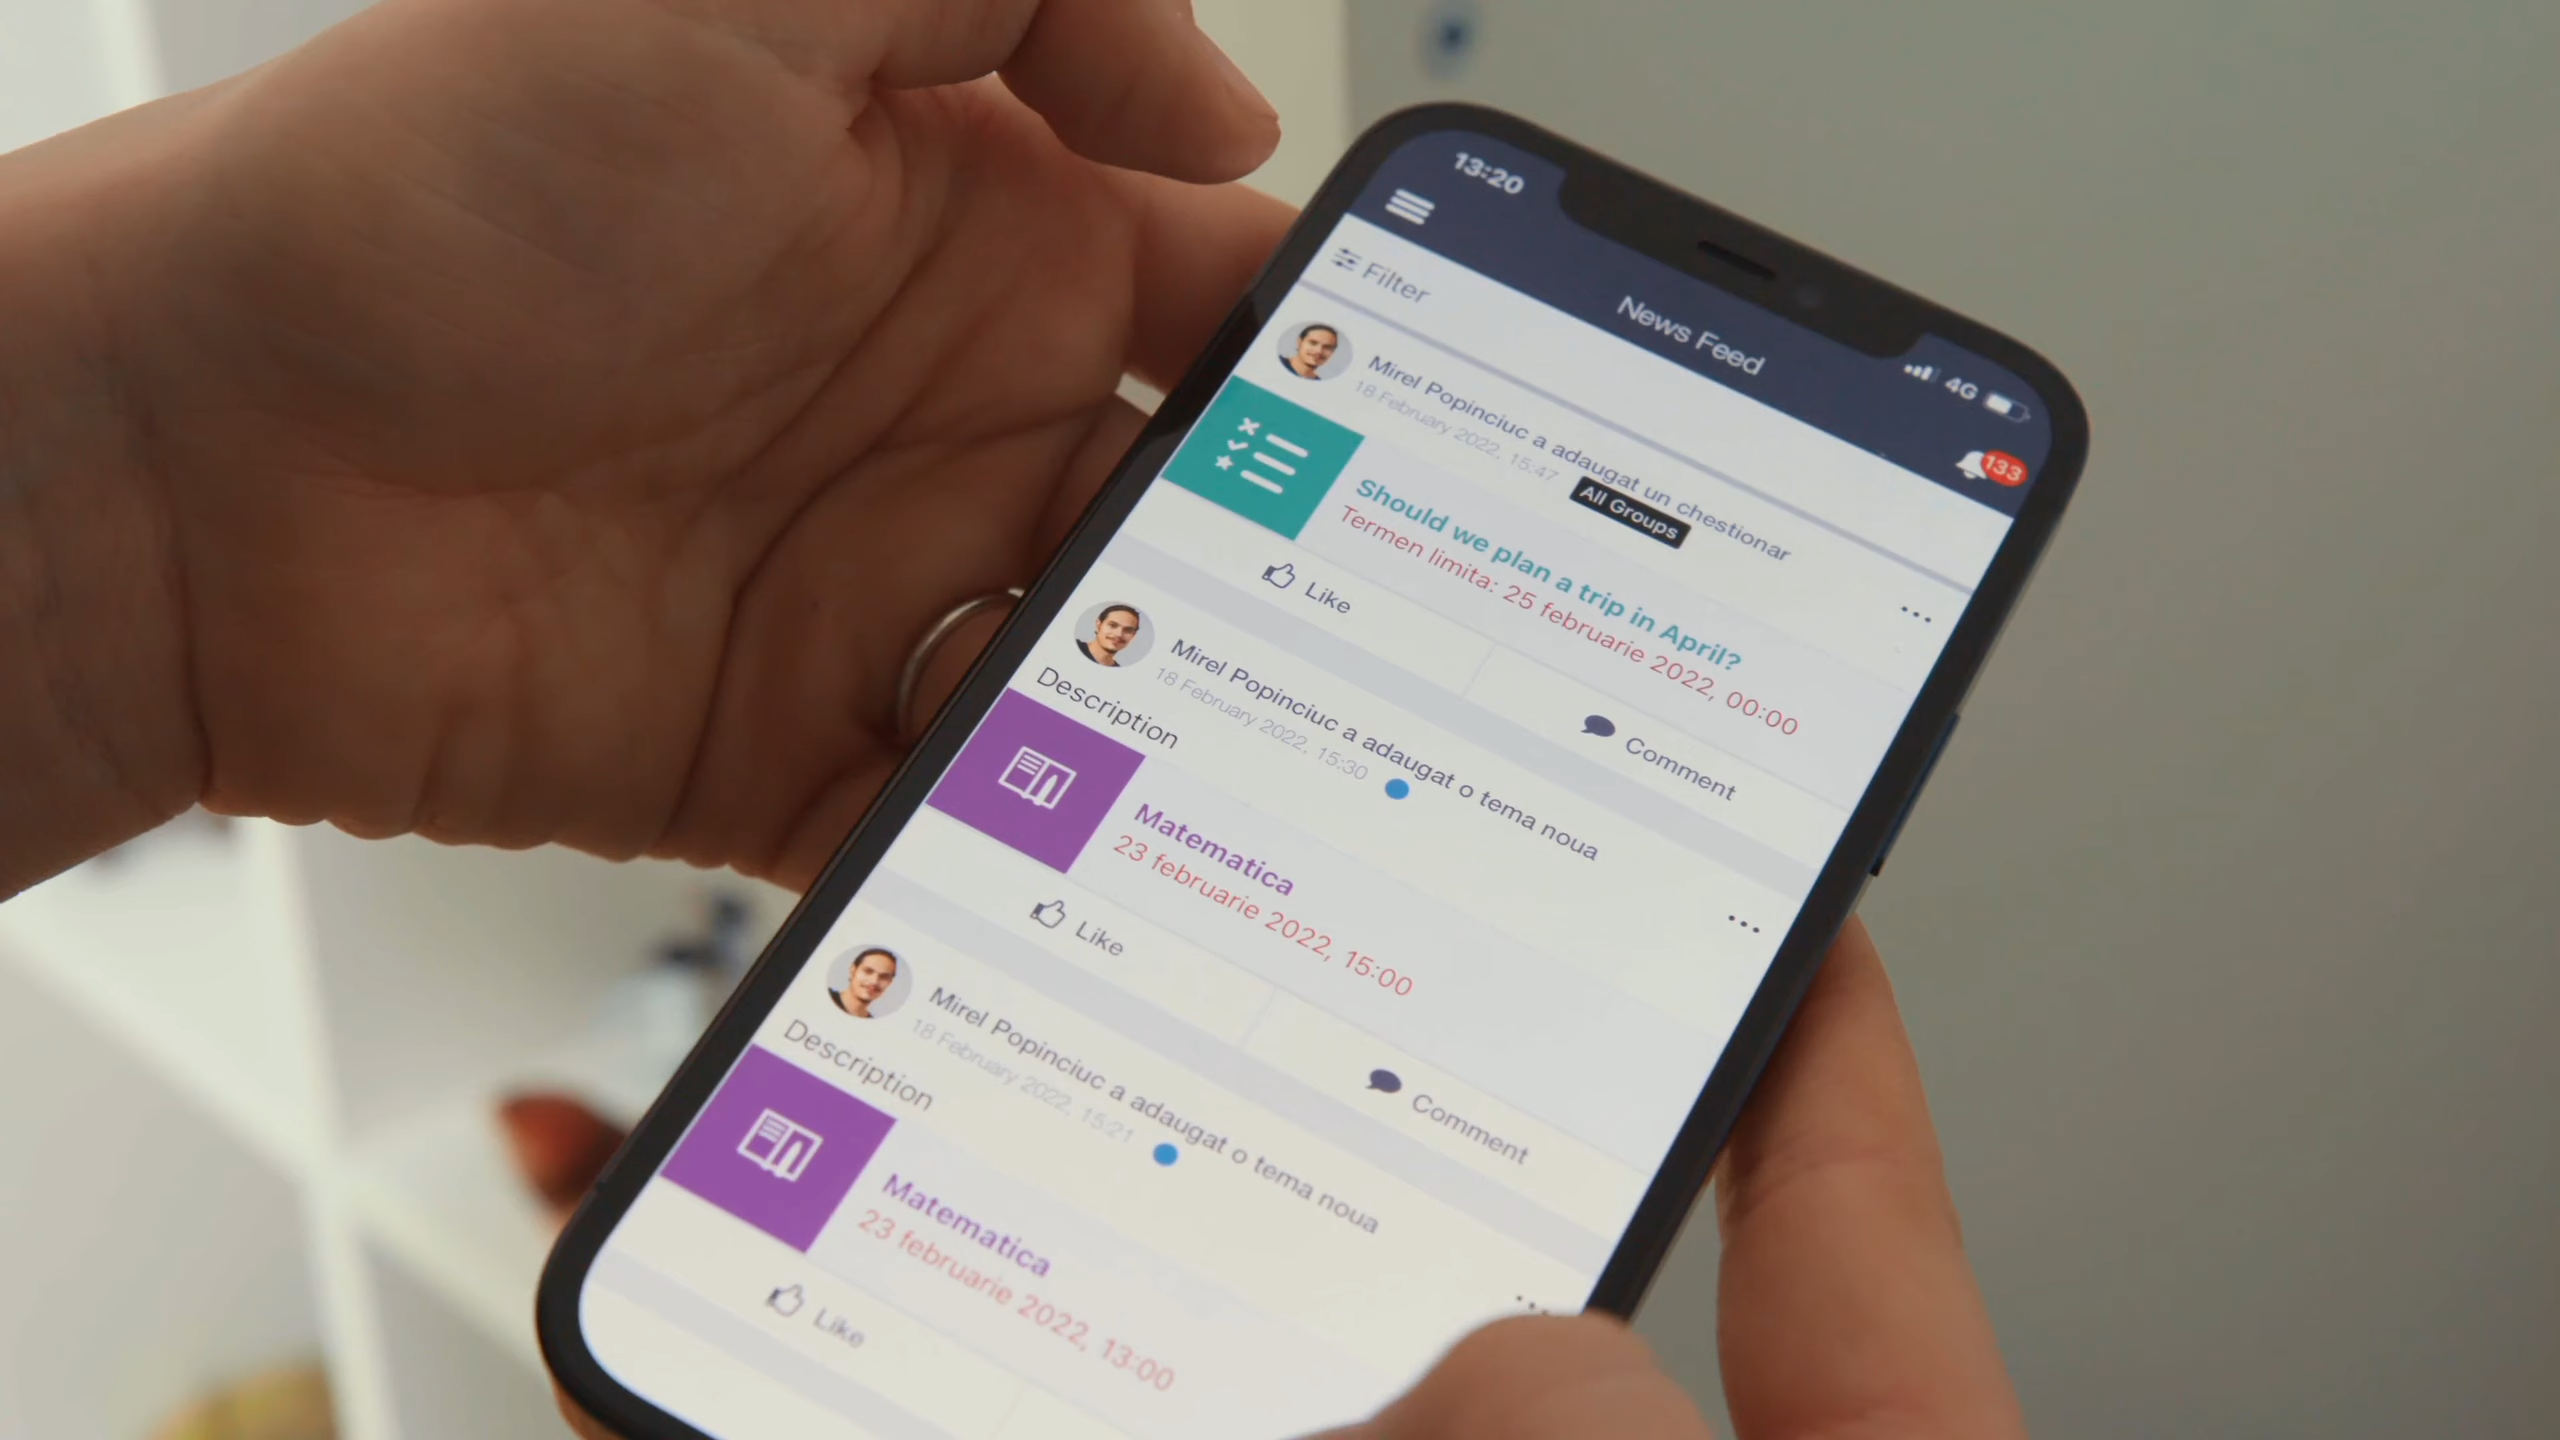 13:20
4G
News Feed
133
Filter
Mirel Popinciuc a adaugat un chestionar
18 February 2022, 15:47
All Groups
Should we plan a trip in April?
Termen limita: 25 februarie 2022, 00:00
Like
Comment
Mirel Popinciuc a adaugat o tema noua
18 February 2022, 15:30
Description
Matematica
23 februarie 2022, 15:00
Like
Comment
Mirel Popinciuc a adaugat o tema noua
18 February 2022, 15:21
Description
Matematica
23 februarie 2022, 13:00
Like